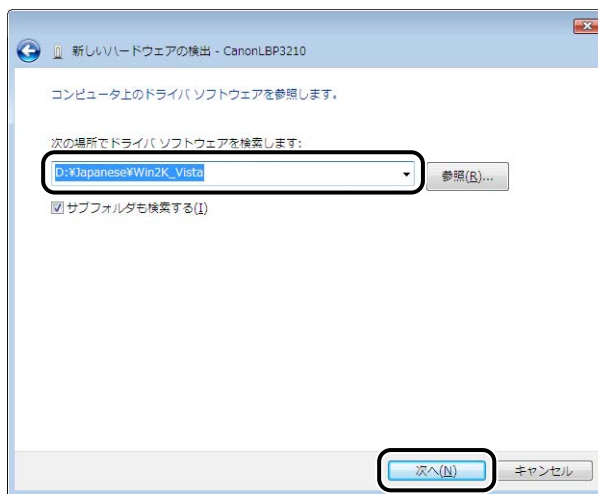 新しいハードウェアの検出 - CanonLBP3210
コンピュータ上のドライバ ソフトウェアを参照します。
次の場所でドライバ ソフトウェアを検索します:
D:¥Japanese¥Win2K_Vista
参照(R)...
サブフォルダも検索する(I)
次へ(N)
キャンセル